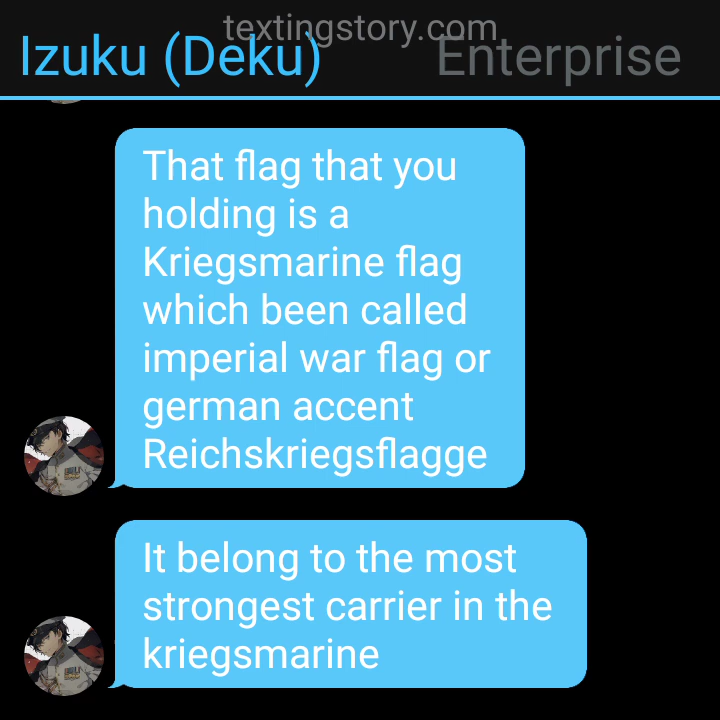 textingstory.com
Izuku (Deku) Enterprise
That flag that you
holding is a
Kriegsmarine flag
which been called
imperial war flag or
german accent
Reichskriegsflagge
It belong to the most
strongest carrier in the
kriegsmarine